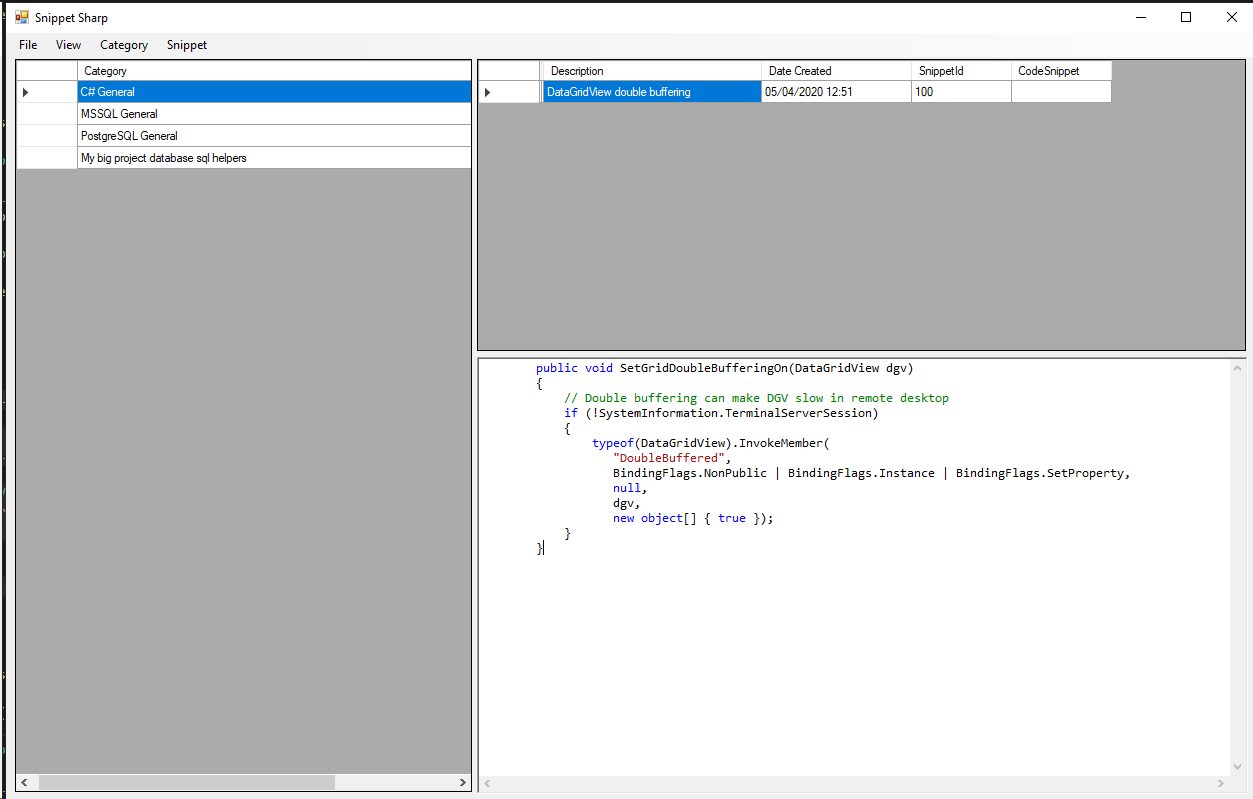 Snippet Sharp
File View Category Snippet
Category
C# General
MSSQL General
PostgreSQL General
My big project database sql helpers
Description Date Created SnippetId CodeSnippet
DataGridView double buffering 05/04/2020 12:51 100
public void SetGridDoubleBufferingOn(DataGridView dgv)
{
// Double buffering can make DGV slow in remote desktop
if (!SystemInformation.TerminalServerSession)
{
typeof(DataGridView).InvokeMember(
"DoubleBuffered",
BindingFlags.NonPublic | BindingFlags.Instance | BindingFlags.SetProperty,
null,
dgv,
new object[] { true });
}
}